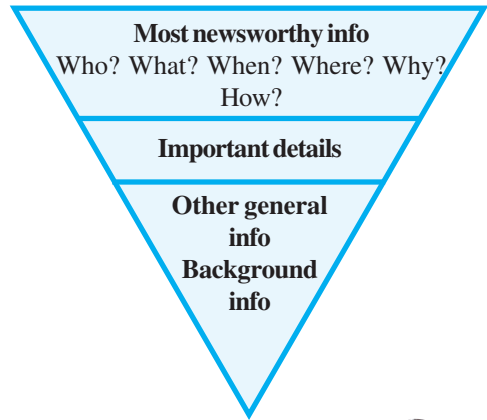 Most newsworthy info
Who? What? When? Where? Why?
How?
Important details
Other general
info
Background
info